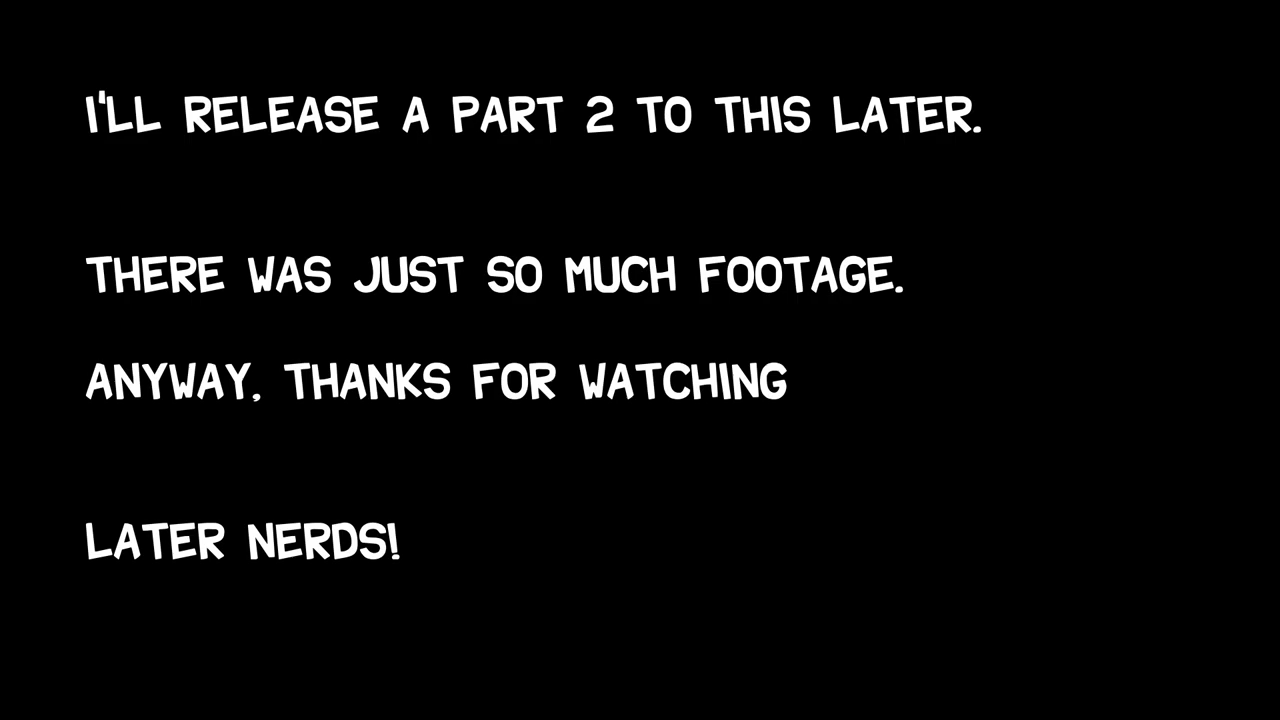 I'LL RELEASE A PART 2 TO THIS LATER.
THERE WAS JUST SO MUCH FOOTAGE.
ANYWAY, THANKS FOR WATCHING
LATER NERDS!